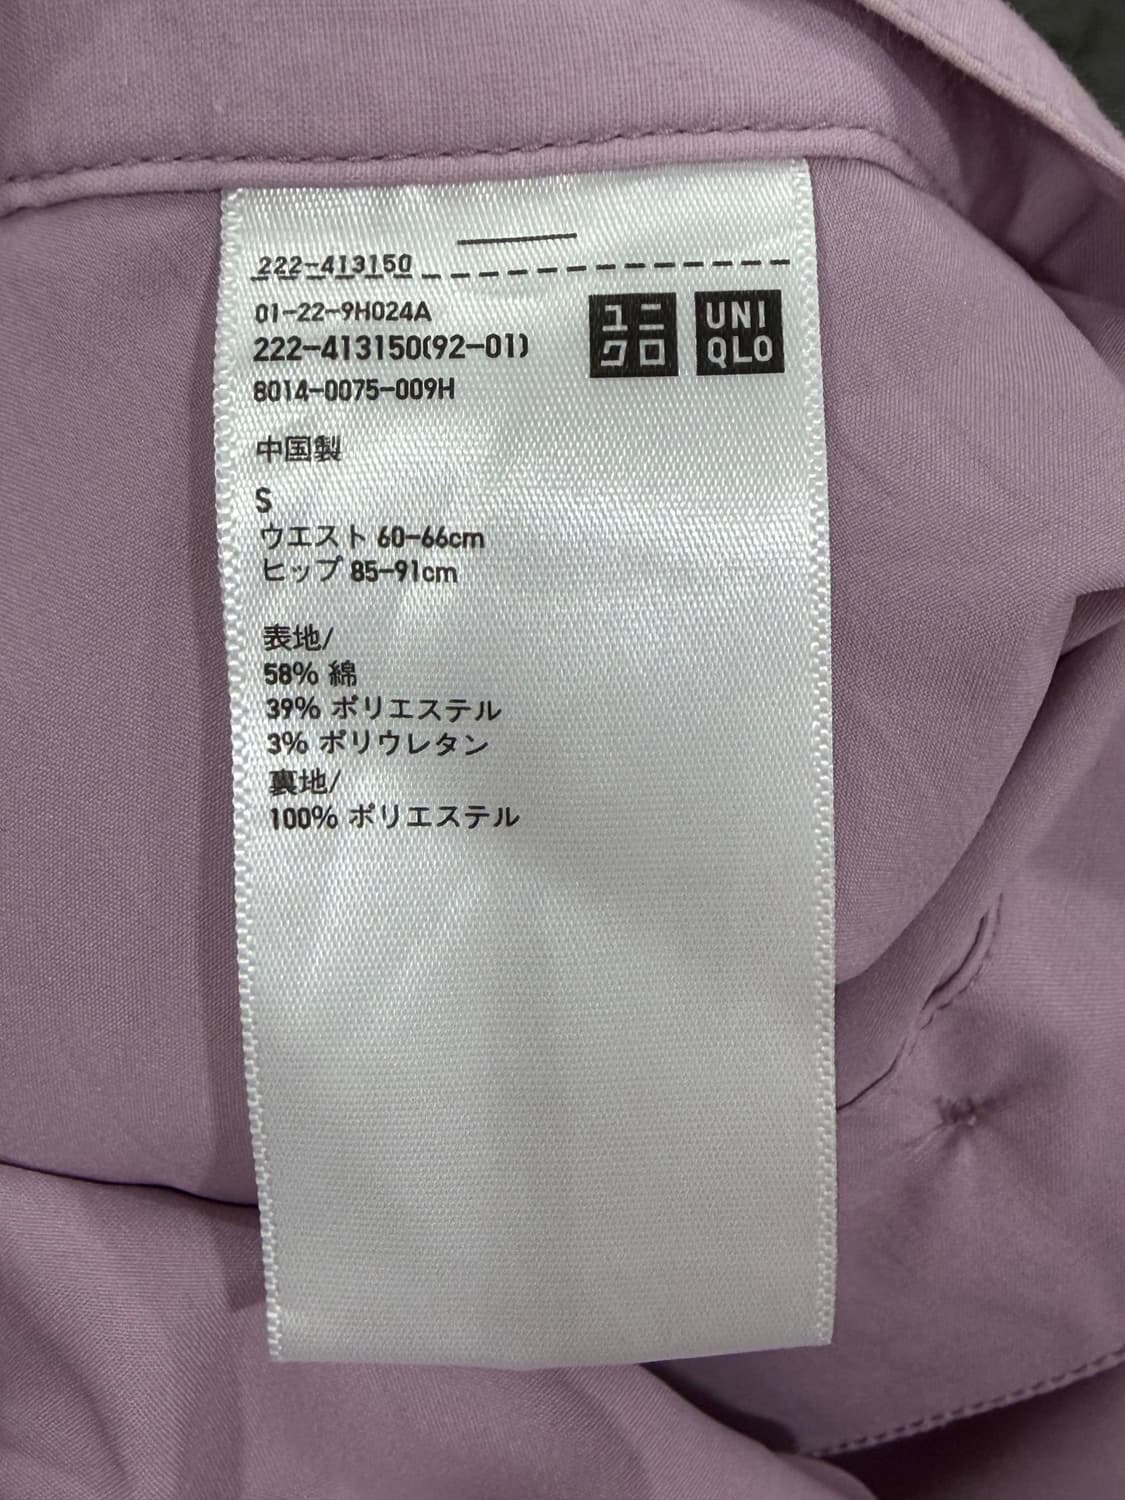 222-413150
01-22-9H024A
222-413150(92-01)
8014-0075-009H
ユニ
クロ
UNI
QLO
中国製
S
ウエスト 60-66cm
ヒップ 85-91cm
表地/
58% 綿
39% ポリエステル
3% ポリウレタン
裏地/
100% ポリエステル